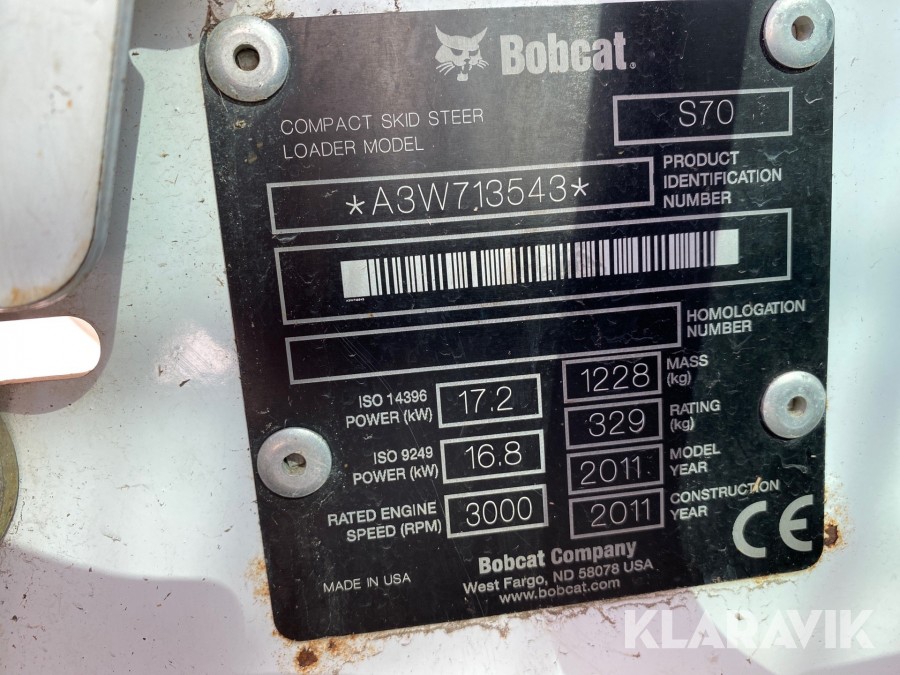 Bobcat®
COMPACT SKID STEER
LOADER MODEL
S70
*A3W713543*
PRODUCT
IDENTIFICATION
NUMBER
HOMOLOGATION
NUMBER
ISO 14396
POWER (kW)
17.2
1228
MASS
(kg)
329
RATING
(kg)
ISO 9249
POWER (kW)
16.8
2011
MODEL
YEAR
RATED ENGINE
SPEED (RPM)
3000
2011
CONSTRUCTION
YEAR
CE
MADE IN USA
Bobcat Company
West Fargo, ND 58078 USA
www.bobcat.com
KLARAVIK